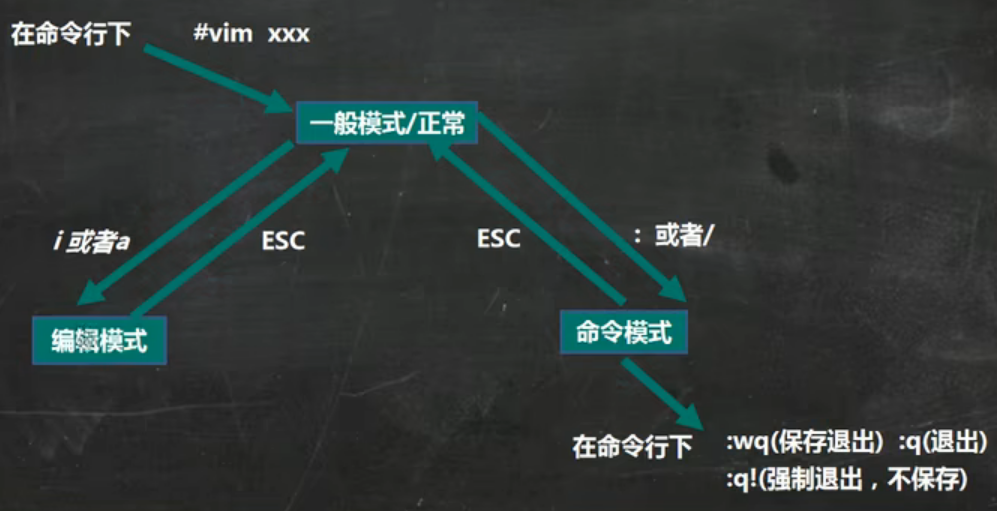 在命令行下 #vim xxx
一般模式/正常
i 或者a
ESC
ESC
: 或者/
编辑模式
命令模式
在命令行下
:wq(保存退出) :q(退出)
:q!(强制退出，不保存)